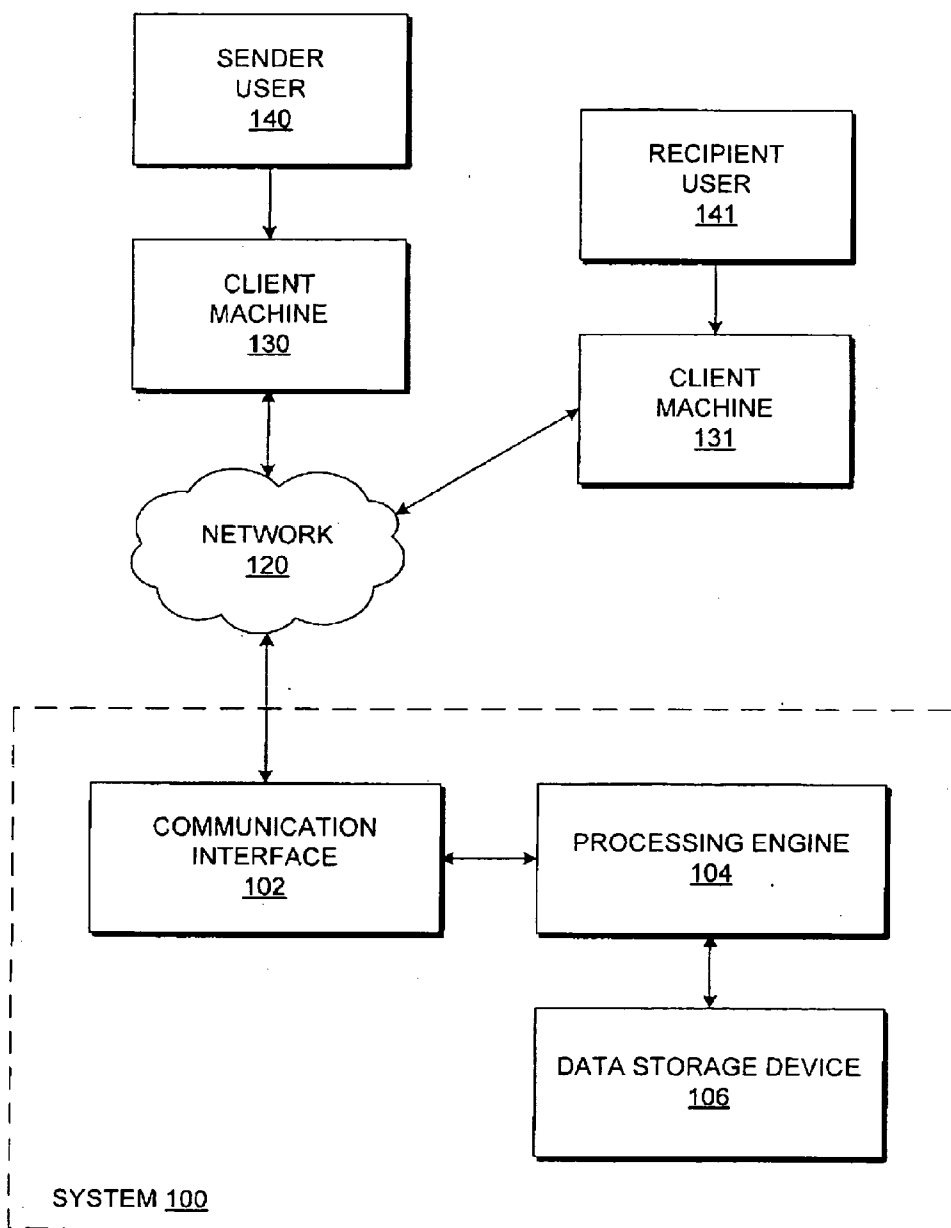 SENDER
USER
140
RECIPIENT
USER
141
CLIENT
MACHINE
130
CLIENT
MACHINE
131
NETWORK
120
COMMUNICATION
INTERFACE
102
PROCESSING ENGINE
104
DATA STORAGE DEVICE
106
SYSTEM 100